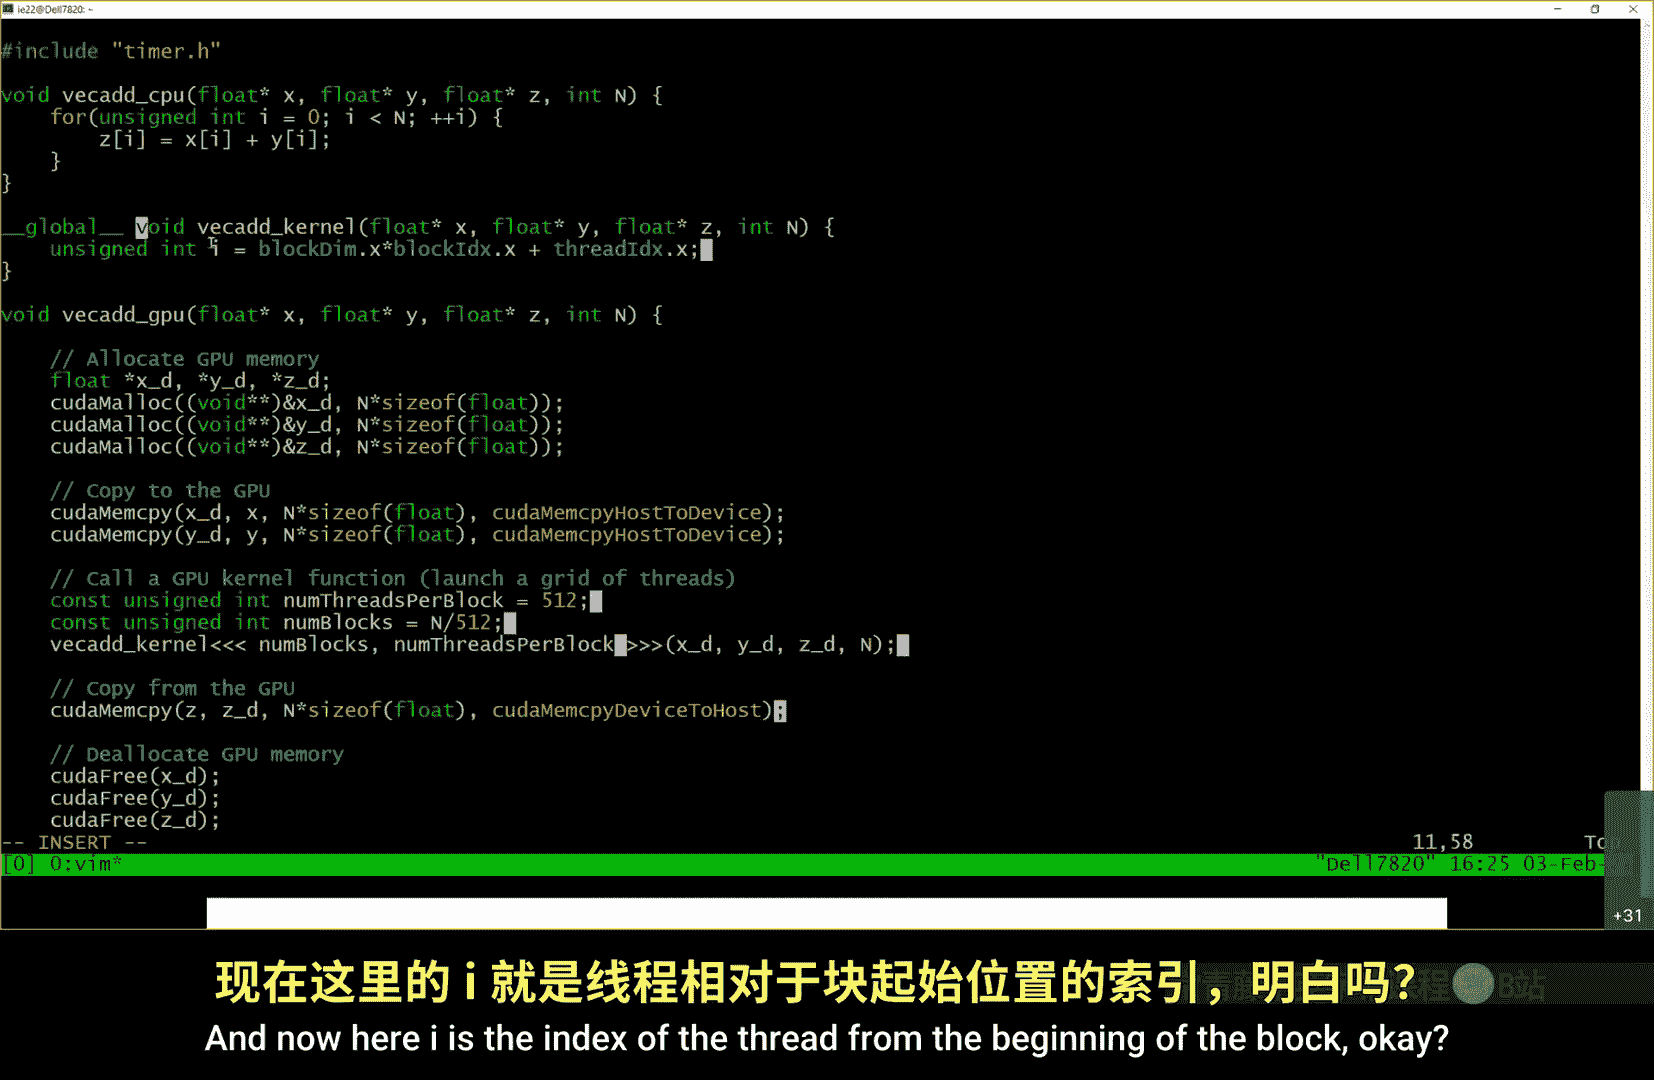 ie22@Dell7820: ~
#include "timer.h"
void vecadd_cpu(float* x, float* y, float* z, int N) {
    for(unsigned int i = 0; i < N; ++i) {
        z[i] = x[i] + y[i];
    }
}
__global__ void vecadd_kernel(float* x, float* y, float* z, int N) {
    unsigned int i = blockDim.x*blockIdx.x + threadIdx.x;
}
void vecadd_gpu(float* x, float* y, float* z, int N) {
    // Allocate GPU memory
    float *x_d, *y_d, *z_d;
    cudaMalloc((void**)&x_d, N*sizeof(float));
    cudaMalloc((void**)&y_d, N*sizeof(float));
    cudaMalloc((void**)&z_d, N*sizeof(float));
    // Copy to the GPU
    cudaMemcpy(x_d, x, N*sizeof(float), cudaMemcpyHostToDevice);
    cudaMemcpy(y_d, y, N*sizeof(float), cudaMemcpyHostToDevice);
    // Call a GPU kernel function (launch a grid of threads)
    const unsigned int numThreadsPerBlock = 512;
    const unsigned int numBlocks = N/512;
    vecadd_kernel<<< numBlocks, numThreadsPerBlock >>>(x_d, y_d, z_d, N);
    // Copy from the GPU
    cudaMemcpy(z, z_d, N*sizeof(float), cudaMemcpyDeviceToHost);
    // Deallocate GPU memory
    cudaFree(x_d);
    cudaFree(y_d);
    cudaFree(z_d);
-- INSERT -- 11,58 To
[0] 0:vim* "Dell7820" 16:25 03-Feb-
+31
现在这里的 i 就是线程相对于块起始位置的索引，明白吗？
程 B站
And now here i is the index of the thread from the beginning of the block, okay?